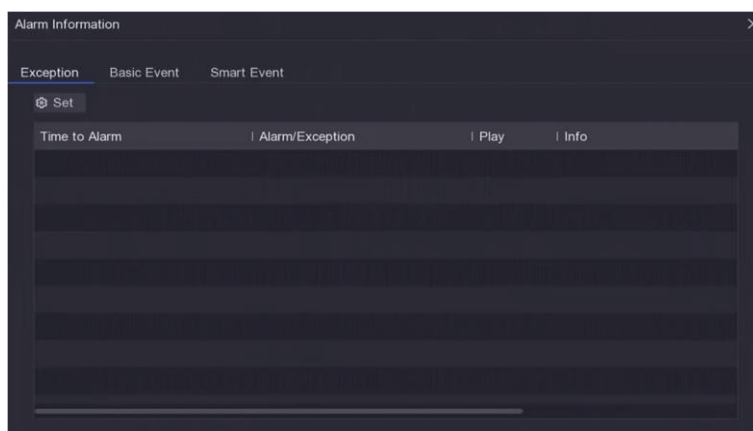 Alarm Information
Exception Basic Event Smart Event
Set
Time to Alarm Alarm/Exception Play Info